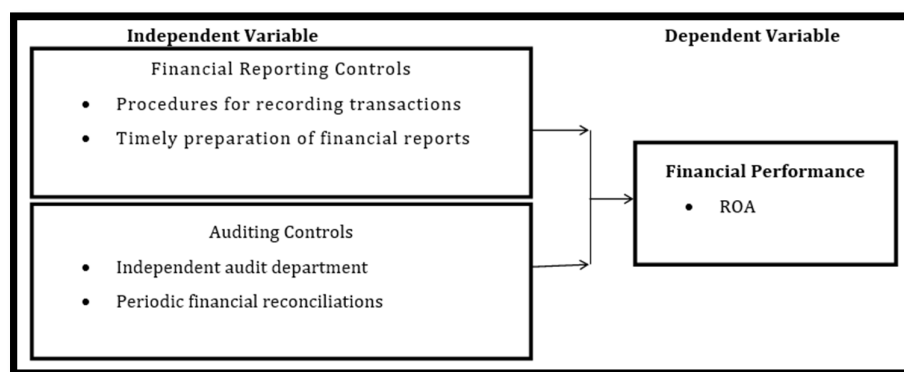 Independent Variable
Financial Reporting Controls
• Procedures for recording transactions
• Timely preparation of financial reports
Auditing Controls
• Independent audit department
• Periodic financial reconciliations
Dependent Variable
Financial Performance
• ROA